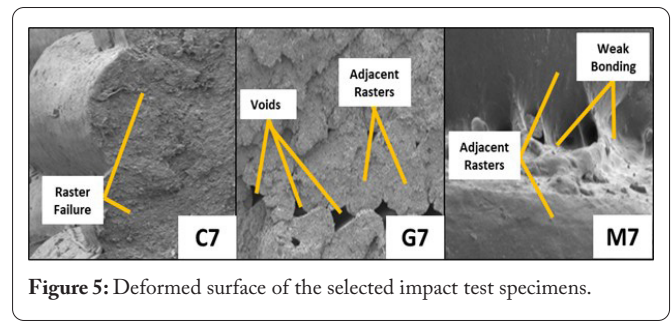 Raster
Failure
C7
Voids
Adjacent
Rasters
G7
Weak
Bonding
Adjacent
Rasters
M7
Figure 5: Deformed surface of the selected impact test specimens.